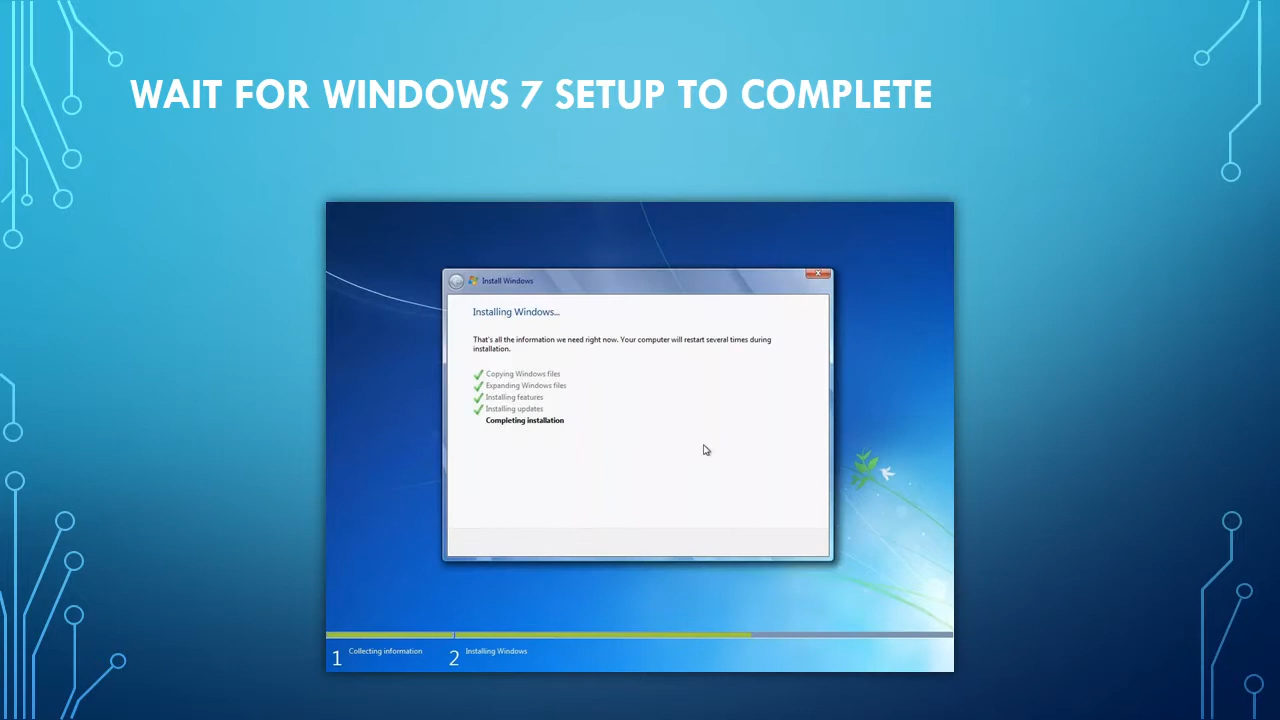 WAIT FOR WINDOWS 7 SETUP TO COMPLETE
Install Windows
Installing Windows...
That's all the information we need right now. Your computer will restart several times during
installation.
Copying Windows files
Expanding Windows files
Installing features
Installing updates
Completing installation
1 Collecting information 2 Installing Windows